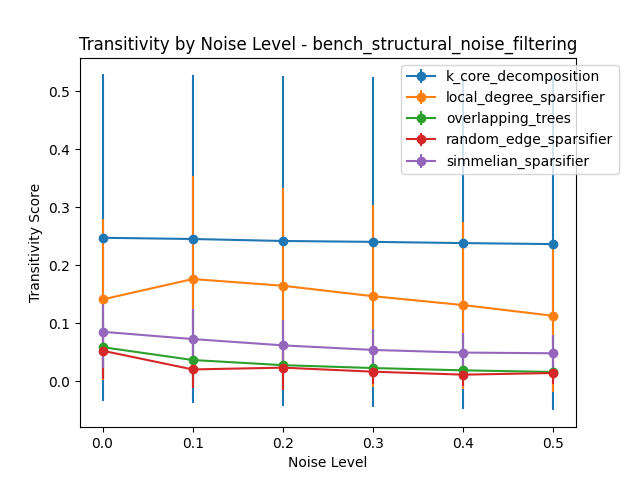 Transitivity by Noise Level - bench_structural_noise_filtering
k_core_decomposition
local_degree_sparsifier
overlapping_trees
random_edge_sparsifier
simmelian_sparsifier
Transitivity Score
0.5
0.4
0.3
0.2
0.1
0.0
0.0 0.1 0.2 0.3 0.4 0.5
Noise Level